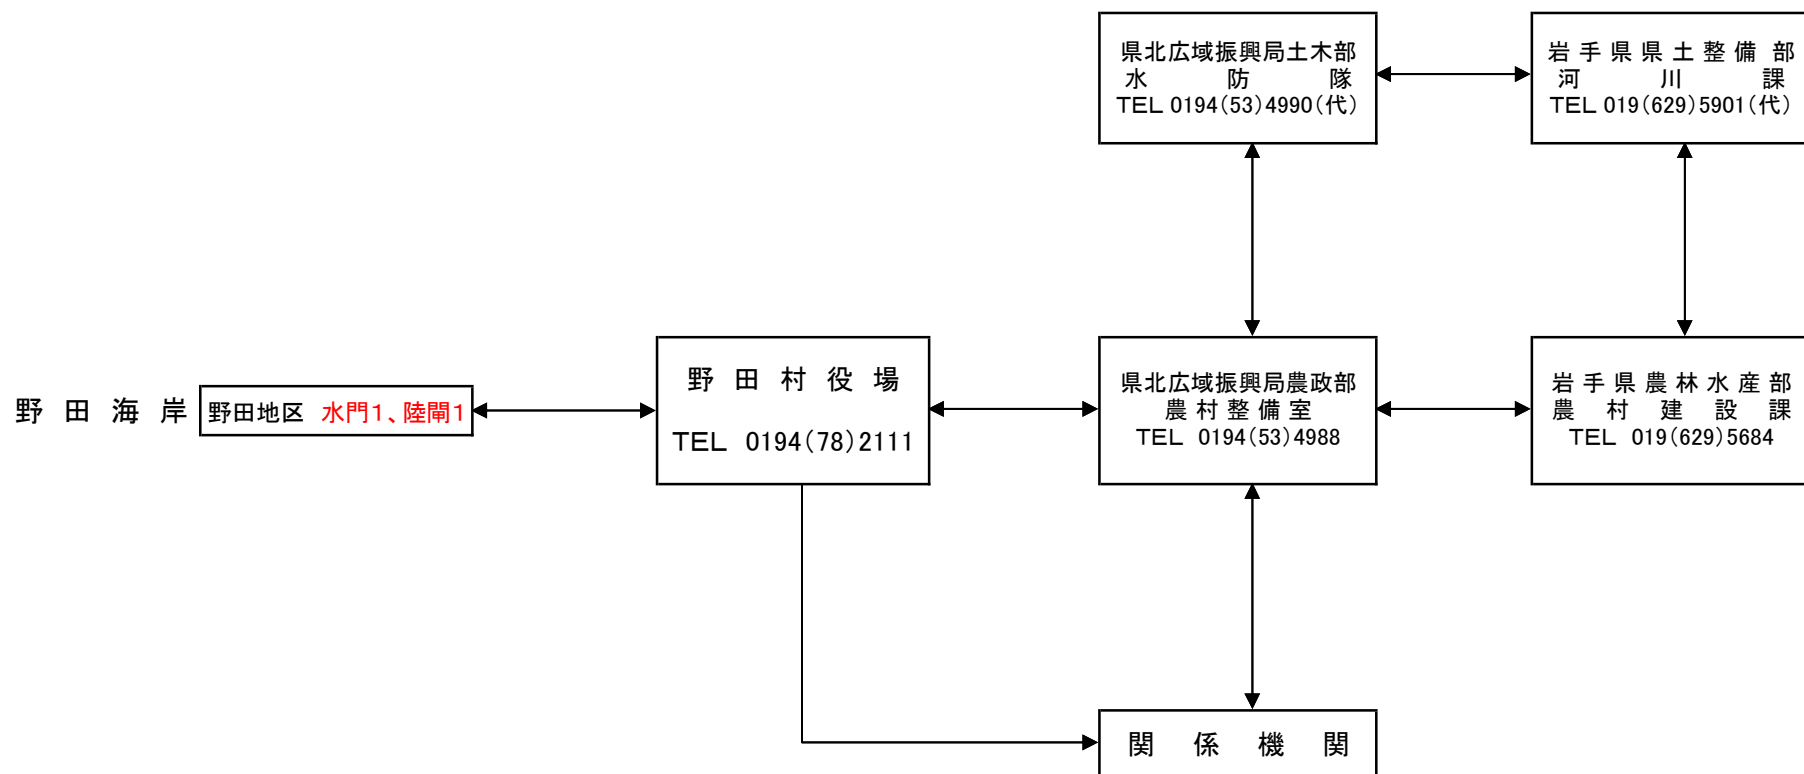 県北広域振興局土木部
水防隊
TEL 0194(53)4990(代)
岩手県県土整備部
河川課
TEL 019(629)5901(代)
野田海岸
野田地区 水門1、陸閘1
野田村役場
TEL 0194(78)2111
県北広域振興局農政部
農村整備室
TEL 0194(53)4988
岩手県農林水産部
農村建設課
TEL 019(629)5684
関係機関